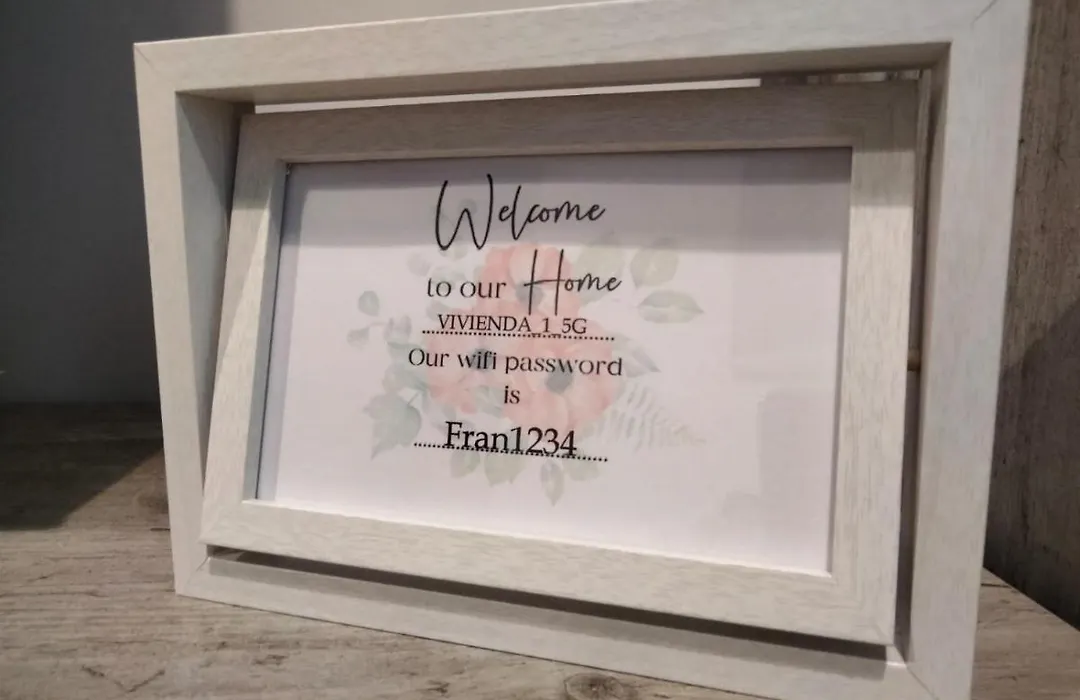 Welcome
to our Home
VIVIENDA_1_5G
Our wifi password
is
Fran1234